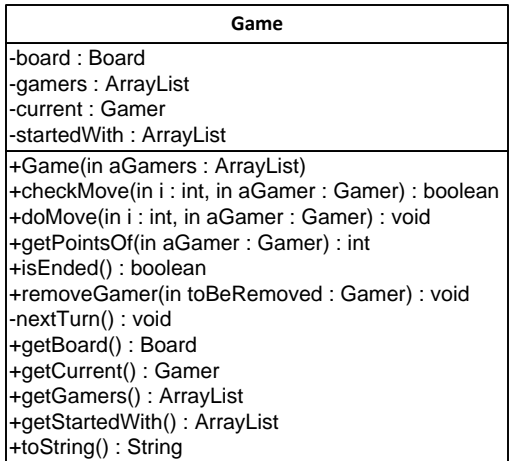 Game
-board : Board
-gamers : ArrayList
-current : Gamer
-startedWith : ArrayList
+Game(in aGamers : ArrayList)
+checkMove(in i : int, in aGamer : Gamer) : boolean
+doMove(in i : int, in aGamer : Gamer) : void
+getPointsOf(in aGamer : Gamer) : int
+isEnded() : boolean
+removeGamer(in toBeRemoved : Gamer) : void
-nextTurn() : void
+getBoard() : Board
+getCurrent() : Gamer
+getGamers() : ArrayList
+getStartedWith() : ArrayList
+toString() : String